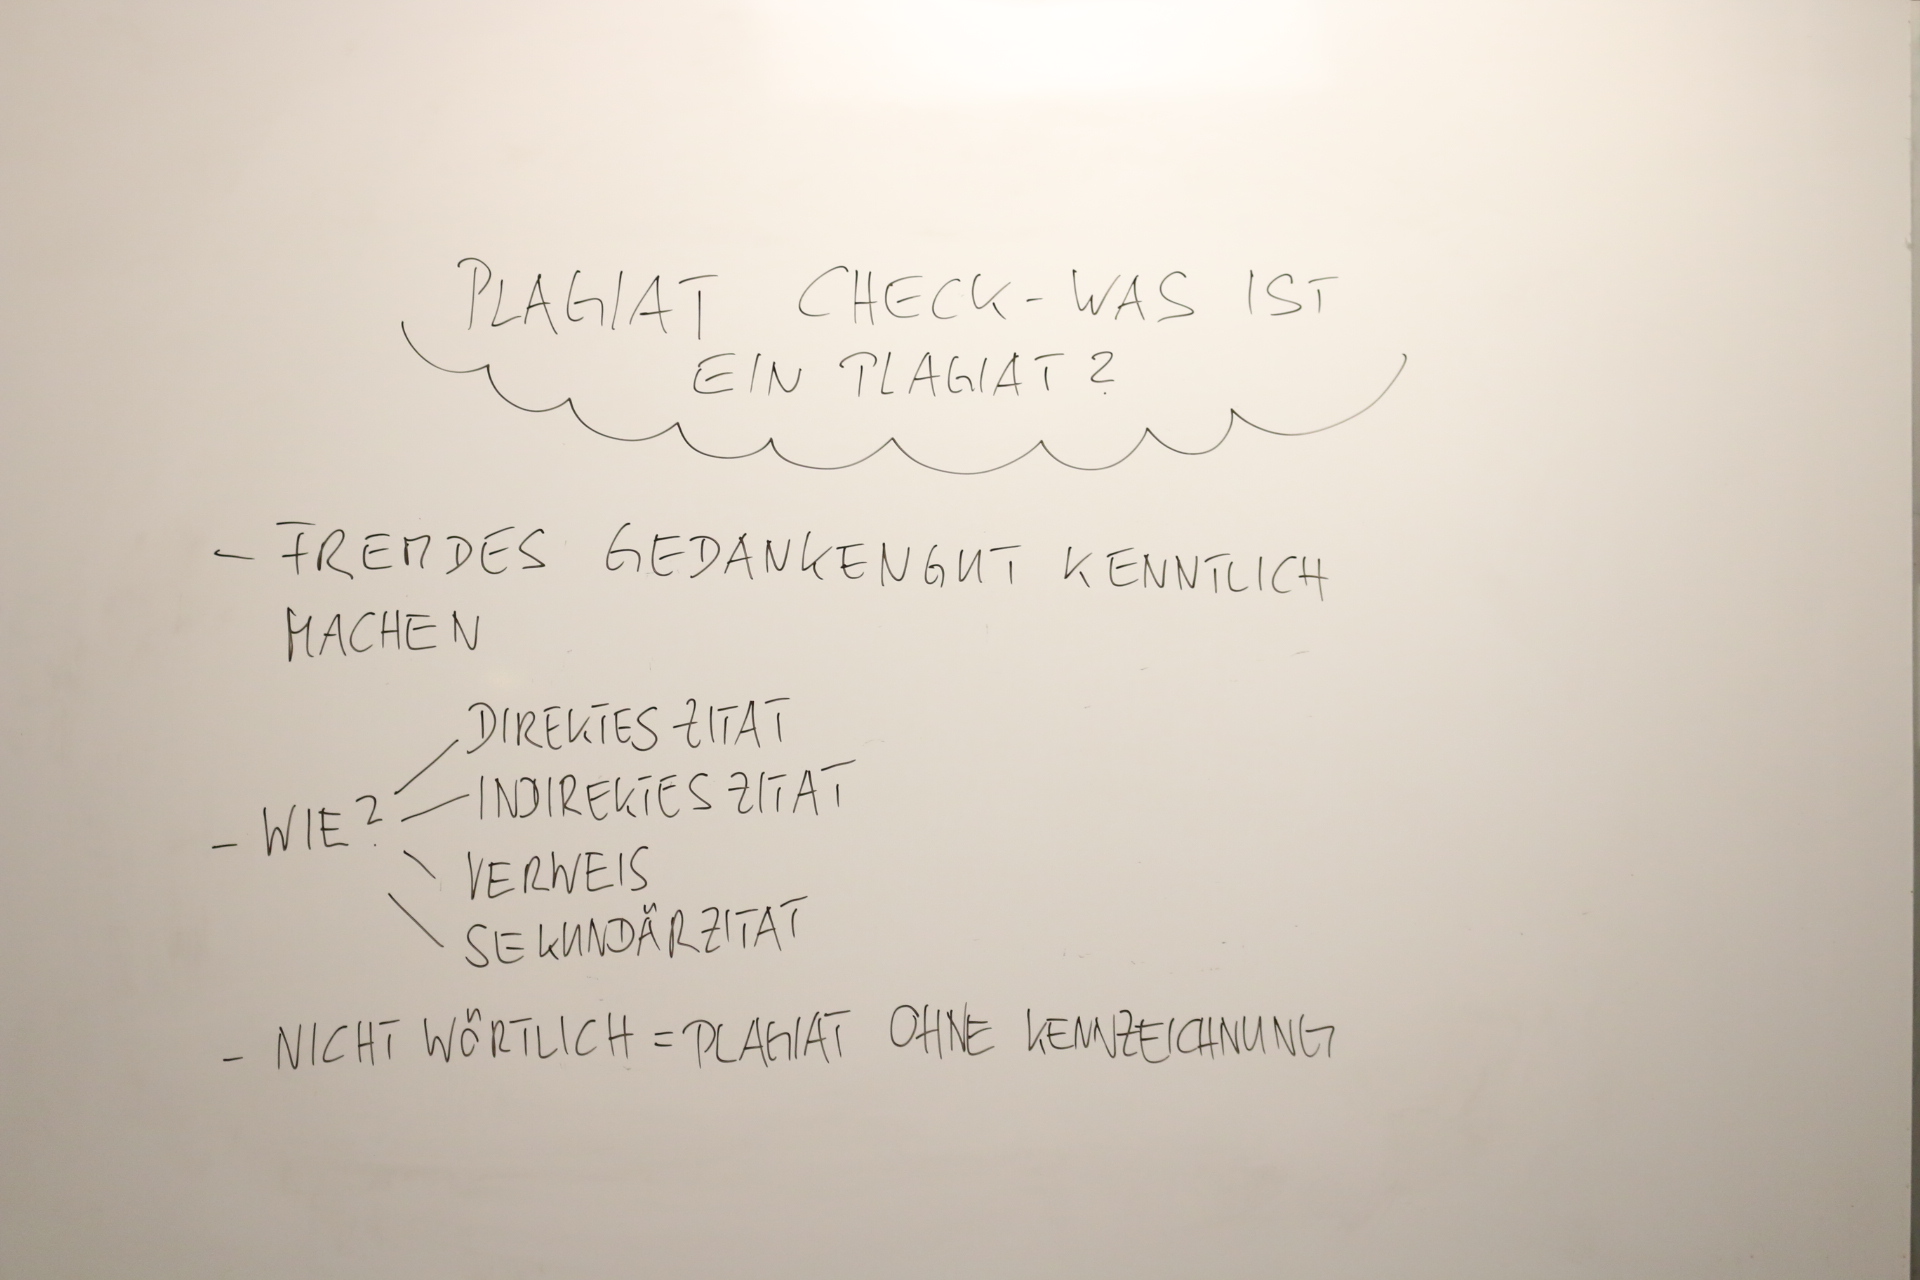 PLAGIAT CHECK - WAS IST
EIN PLAGIAT?
- FREMDES GEDANKENGUT KENNTLICH
MACHEN
DIREKTES ZITAT
INDIREKTES ZITAT
- WIE?
VERWEIS
SEKUNDÄRZITAT
- NICHT WÖRTLICH = PLAGIAT OHNE KENNZEICHNUNG